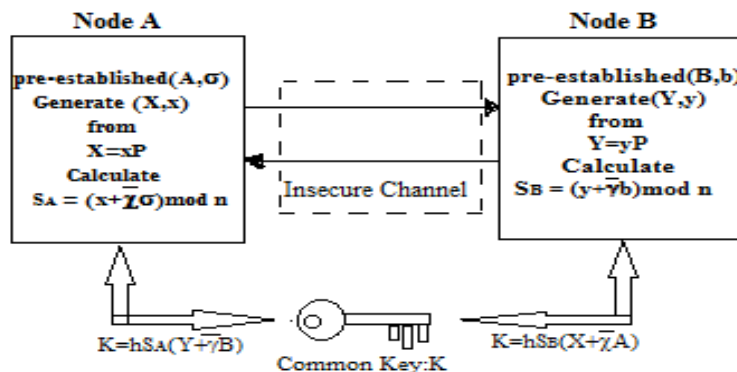 Node A
pre-established(A,σ)
Generate (X,x)
from
X=xP
Calculate
SA = (x+χ̅σ)mod n
Insecure Channel
Node B
pre-established(B,b)
Generate(Y,y)
from
Y=yP
Calculate
SB = (y+γ̅b)mod n
K=hSA(Y+γ̅B)
Common Key:K
K=hSB(X+χ̅A)